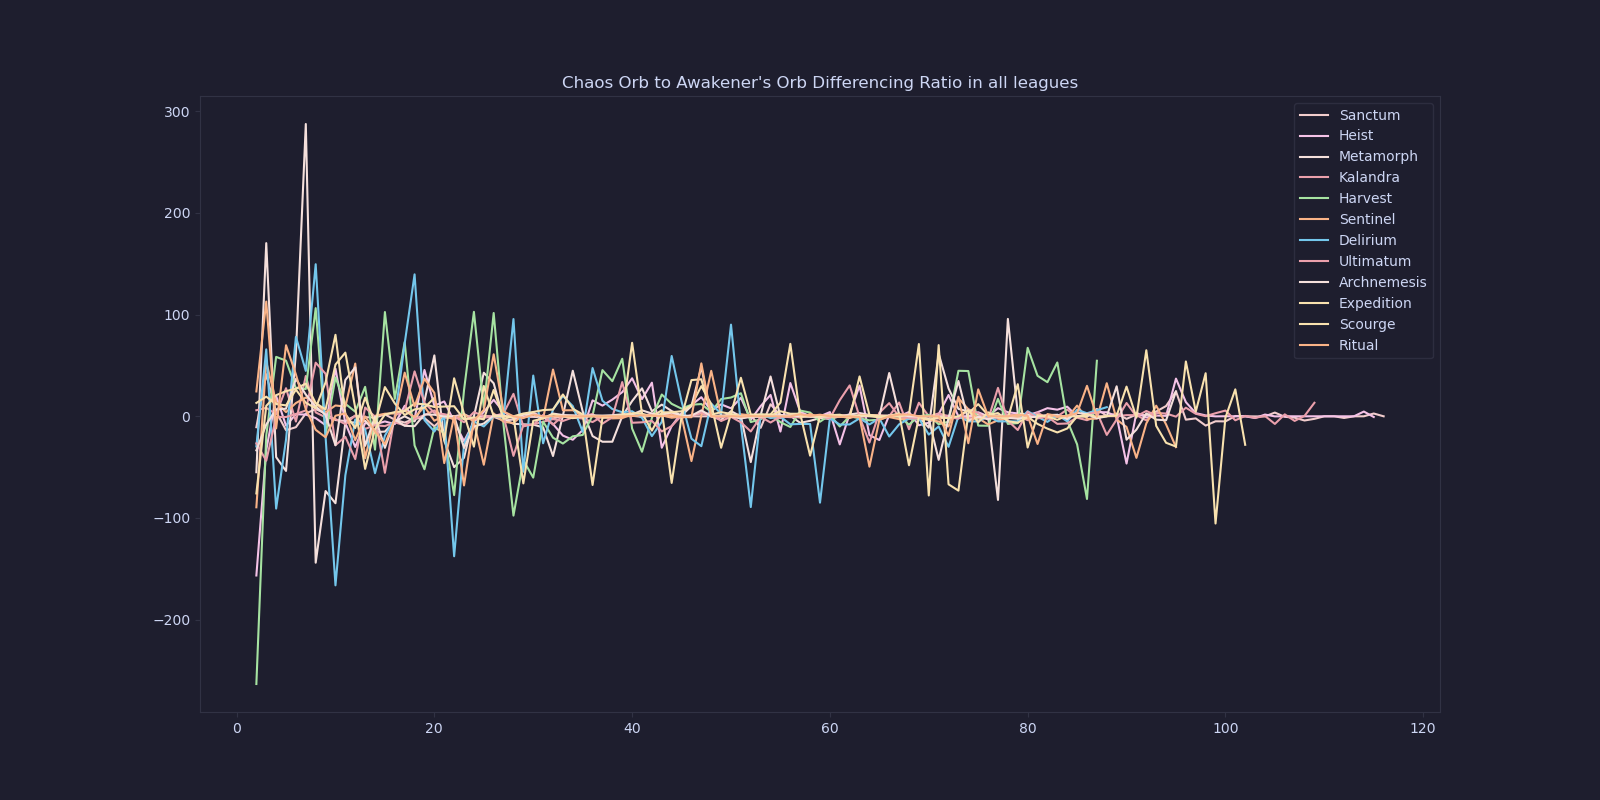 Chaos Orb to Awakener's Orb Differencing Ratio in all leagues
300
200
100
0
−100
−200
0
20
40
60
80
100
120
Sanctum
Heist
Metamorph
Kalandra
Harvest
Sentinel
Delirium
Ultimatum
Archnemesis
Expedition
Scourge
Ritual